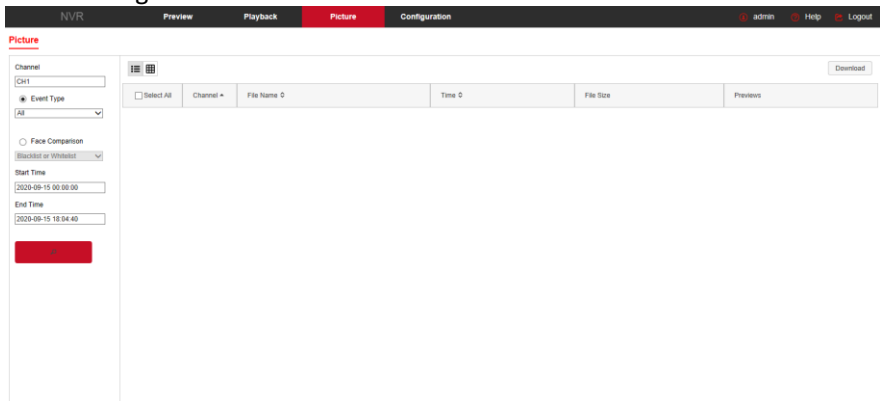 NVR Preview Playback Picture Configuration admin Help Logout
Picture
Channel
CH1
Event Type
All
Face Comparison
Blacklist or Whitelist
Start Time
2020-09-15 00:00:00
End Time
2020-09-15 18:04:40
Download
Select All Channel File Name Time File Size Previews